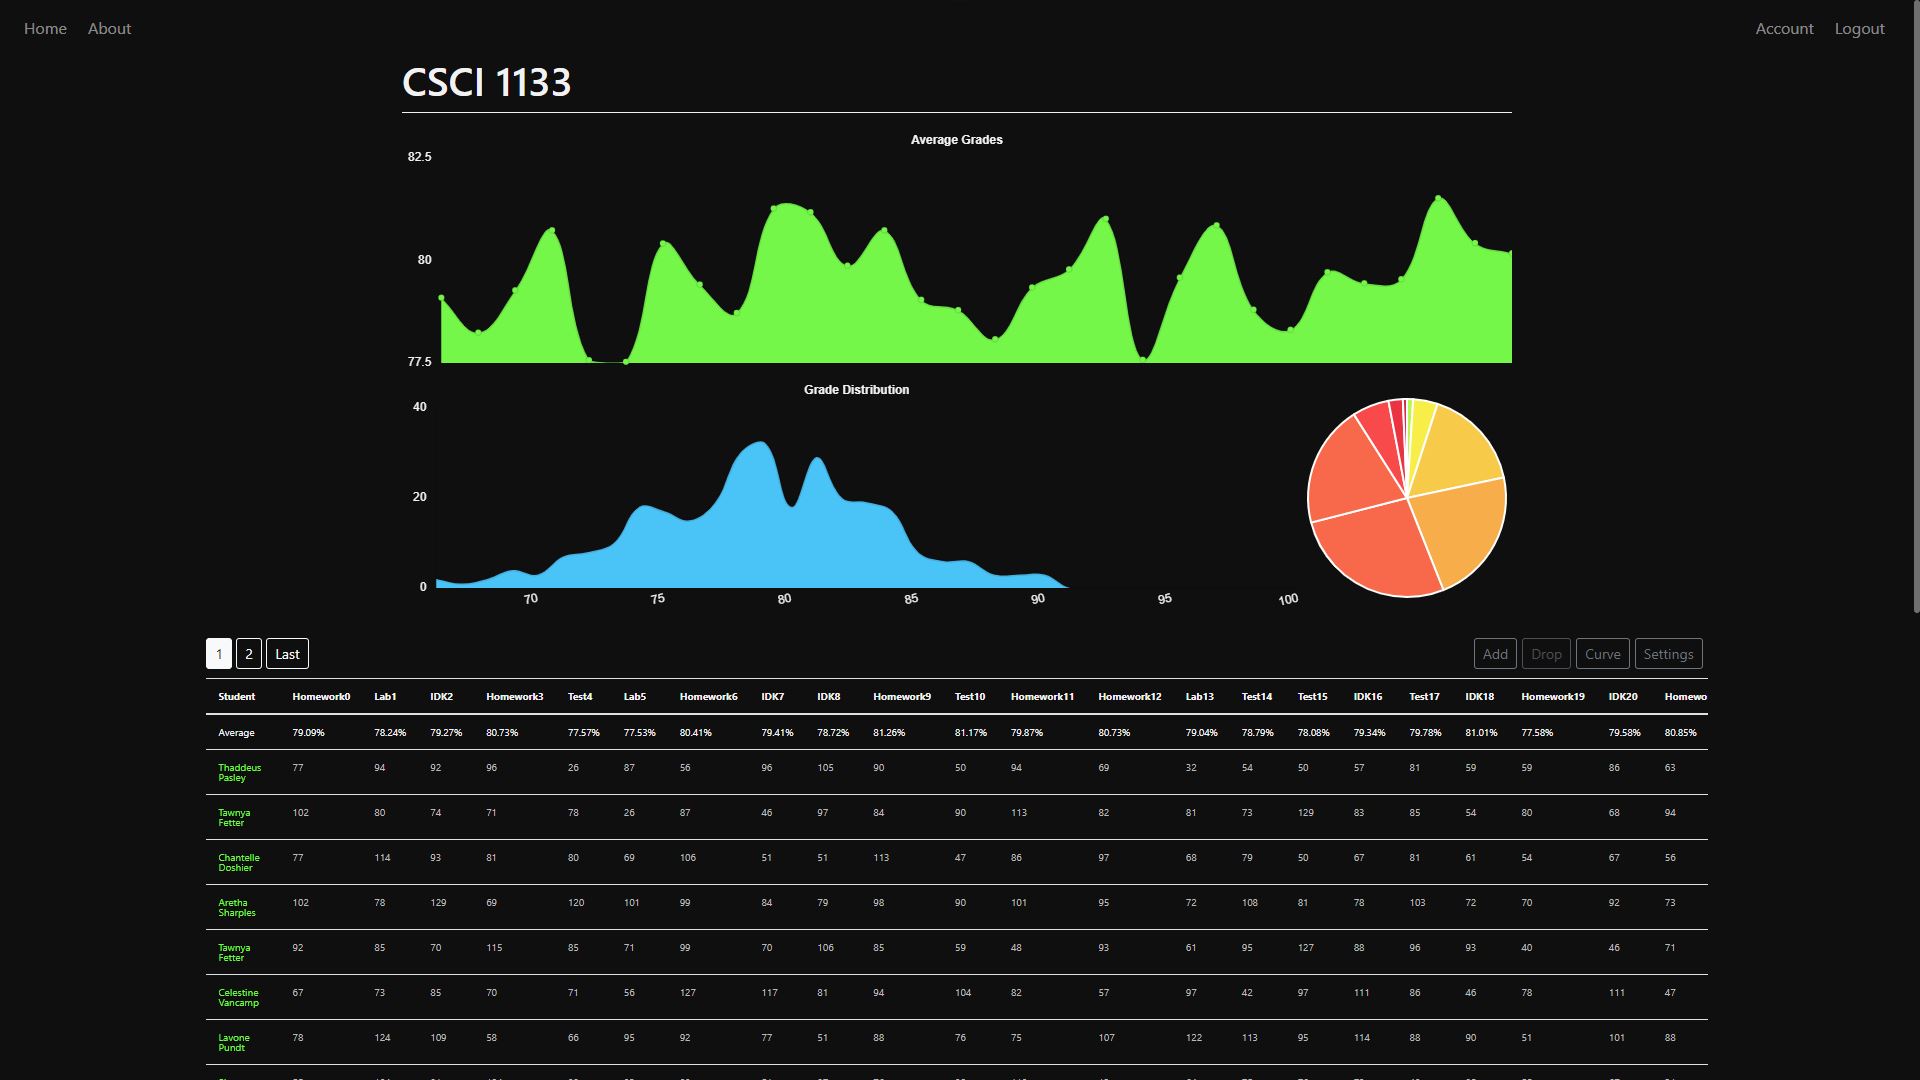 Home About Account Logout
CSCI 1133
Average Grades
82.5
80
77.5
Grade Distribution
40
20
0
70 75 80 85 90 95 100
1 2 Last Add Drop Curve Settings
Student Homework0 Lab1 IDK2 Homework3 Test4 Lab5 Homework6 IDK7 IDK8 Homework9 Test10 Homework11 Homework12 Lab13 Test14 Test15 IDK16 Test17 IDK18 Homework19 IDK20 Homewo
Average 79.09% 78.24% 79.27% 80.73% 77.57% 77.53% 80.41% 79.41% 78.72% 81.26% 81.17% 79.87% 80.73% 79.04% 78.79% 78.08% 79.34% 79.78% 81.01% 77.58% 79.58% 80.85%
Thaddeus 77 94 92 96 26 87 56 96 105 90 50 94 69 32 54 50 57 81 59 59 86 63
Pasley
Tawnya 102 80 74 71 78 26 87 46 97 84 90 113 82 81 73 129 83 85 54 80 68 94
Fetter
Chantelle 77 114 93 81 80 69 106 51 51 113 47 86 97 68 79 50 67 81 61 54 67 56
Doshier
Aretha 102 78 129 69 120 101 99 84 79 98 90 101 95 72 108 81 78 103 72 70 92 73
Sharples
Tawnya 92 85 70 115 85 71 99 70 106 85 59 48 93 61 95 127 88 96 93 40 46 71
Fetter
Celestine 67 73 85 70 71 56 127 117 81 94 104 82 57 97 42 97 111 86 46 78 111 47
Vancamp
Lavone 78 124 109 58 66 95 92 77 51 88 76 75 107 122 113 95 114 88 90 51 101 88
Pundt